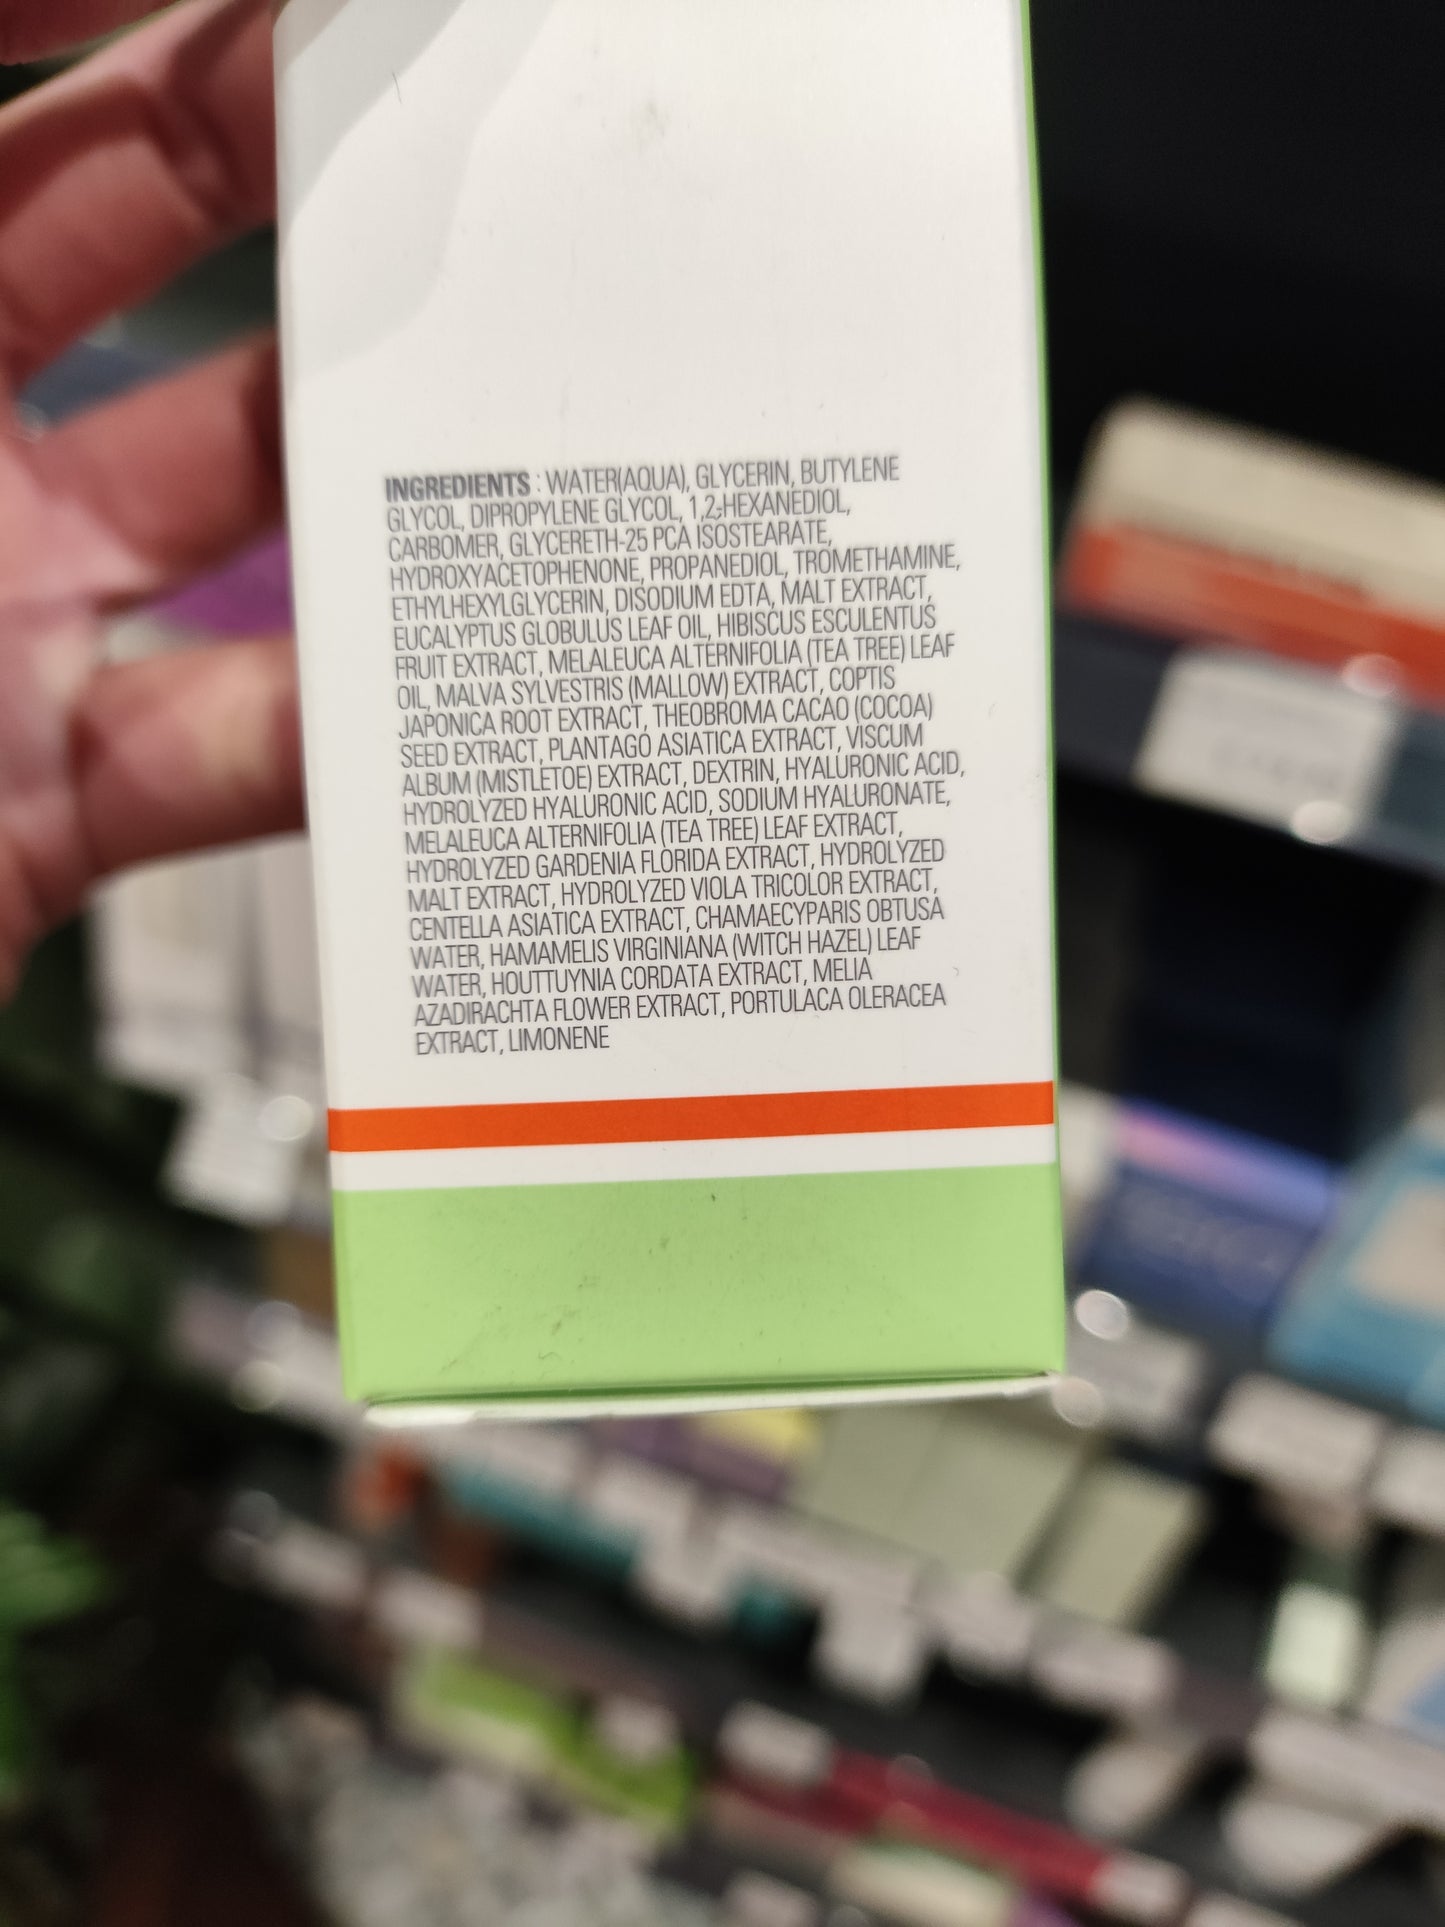 INGREDIENTS : WATER(AQUA), GLYCERIN, BUTYLENE
GLYCOL, DIPROPYLENE GLYCOL, 1,2-HEXANEDIOL,
CARBOMER, GLYCERETH-25 PCA ISOSTEARATE,
HYDROXYACETOPHENONE, PROPANEDIOL, TROMETHAMINE,
ETHYLHEXYLGLYCERIN, DISODIUM EDTA, MALT EXTRACT,
EUCALYPTUS GLOBULUS LEAF OIL, HIBISCUS ESCULENTUS
FRUIT EXTRACT, MELALEUCA ALTERNIFOLIA (TEA TREE) LEAF
OIL, MALVA SYLVESTRIS (MALLOW) EXTRACT, COPTIS
JAPONICA ROOT EXTRACT, THEOBROMA CACAO (COCOA)
SEED EXTRACT, PLANTAGO ASIATICA EXTRACT, VISCUM
ALBUM (MISTLETOE) EXTRACT, DEXTRIN, HYALURONIC ACID,
HYDROLYZED HYALURONIC ACID, SODIUM HYALURONATE,
MELALEUCA ALTERNIFOLIA (TEA TREE) LEAF EXTRACT,
HYDROLYZED GARDENIA FLORIDA EXTRACT, HYDROLYZED
MALT EXTRACT, HYDROLYZED VIOLA TRICOLOR EXTRACT,
CENTELLA ASIATICA EXTRACT, CHAMAECYPARIS OBTUSA
WATER, HAMAMELIS VIRGINIANA (WITCH HAZEL) LEAF
WATER, HOUTTUYNIA CORDATA EXTRACT, MELIA
AZADIRACHTA FLOWER EXTRACT, PORTULACA OLERACEA
EXTRACT, LIMONENE